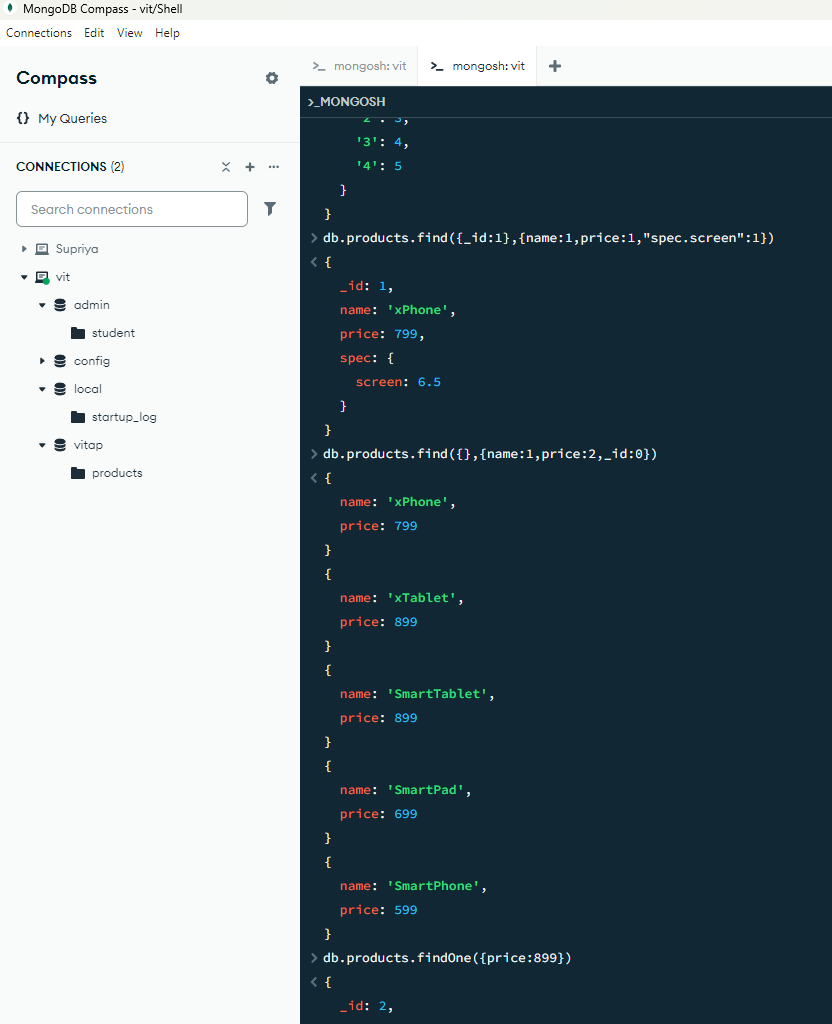 MongoDB Compass - vit/Shell
Connections Edit View Help
Compass
My Queries
CONNECTIONS (2)
Search connections
Supriya
vit
admin
student
config
local
startup_log
vitap
products
mongosh: vit
mongosh: vit
>_MONGOSH
'2': 3,
'3': 4,
'4': 5
}
}
> db.products.find({_id:1},{name:1,price:1,"spec.screen":1})
< {
_id: 1,
name: 'xPhone',
price: 799,
spec: {
screen: 6.5
}
}
> db.products.find({},{name:1,price:2,_id:0})
< {
name: 'xPhone',
price: 799
}
{
name: 'xTablet',
price: 899
}
{
name: 'SmartTablet',
price: 899
}
{
name: 'SmartPad',
price: 699
}
{
name: 'SmartPhone',
price: 599
}
> db.products.findOne({price:899})
< {
_id: 2,